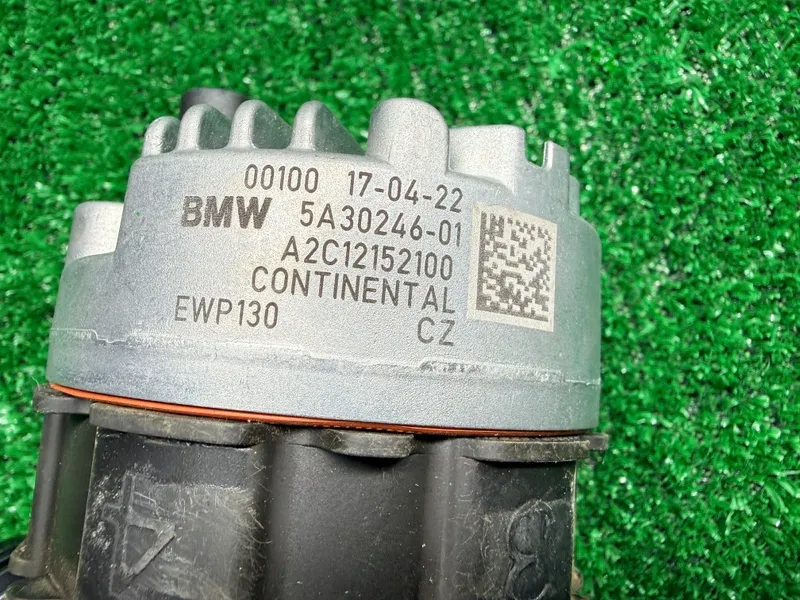 00100 17-04-22
BMW 5A30246-01
A2C12152100
CONTINENTAL
EWP130 CZ